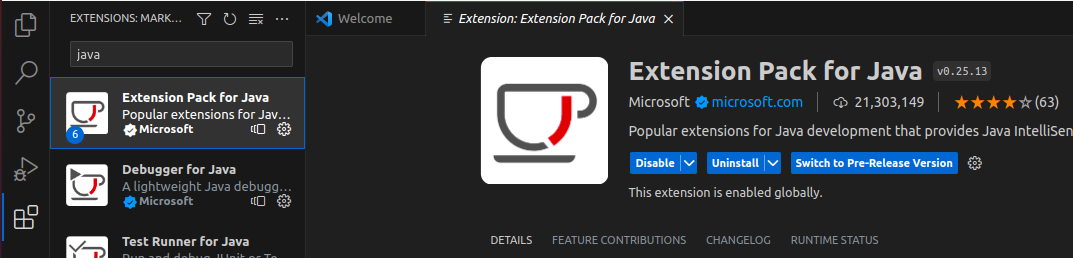 EXTENSIONS: MARK...
java
Extension Pack for Java
Popular extensions for Jav...
Microsoft
6
Debugger for Java
A lightweight Java debugg...
Microsoft
Test Runner for Java
Welcome
Extension: Extension Pack for Java
Extension Pack for Java v0.25.13
Microsoft microsoft.com 21,303,149 (63)
Popular extensions for Java development that provides Java IntelliSen
Disable Uninstall Switch to Pre-Release Version
This extension is enabled globally.
DETAILS FEATURE CONTRIBUTIONS CHANGELOG RUNTIME STATUS